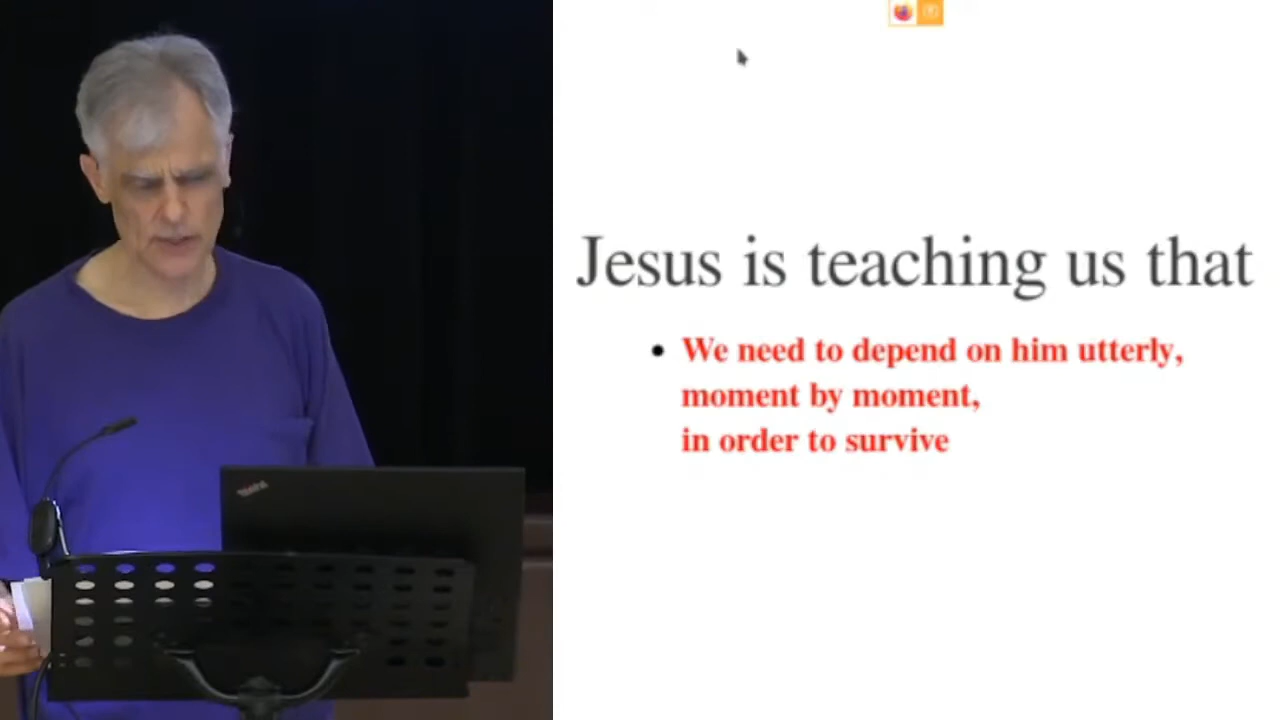 Jesus is teaching us that
• We need to depend on him utterly,
moment by moment,
in order to survive
ThinkPad